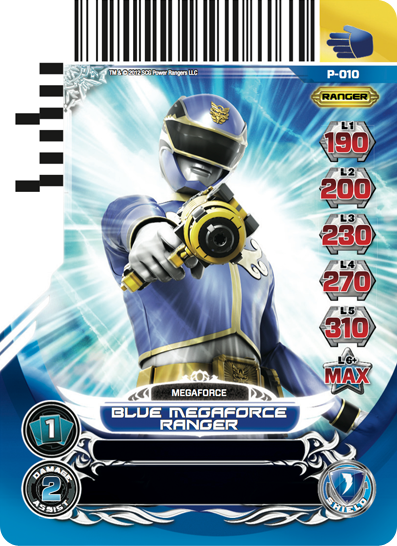 TM & © 2012 SCG Power Rangers LLC
P-010
RANGER
L1
190
L2
200
L3
230
L4
270
L5
310
L6+
MAX
MEGAFORCE
BLUE MEGAFORCE
RANGER
1
DAMAGE
2
ASSIST
SHIELD